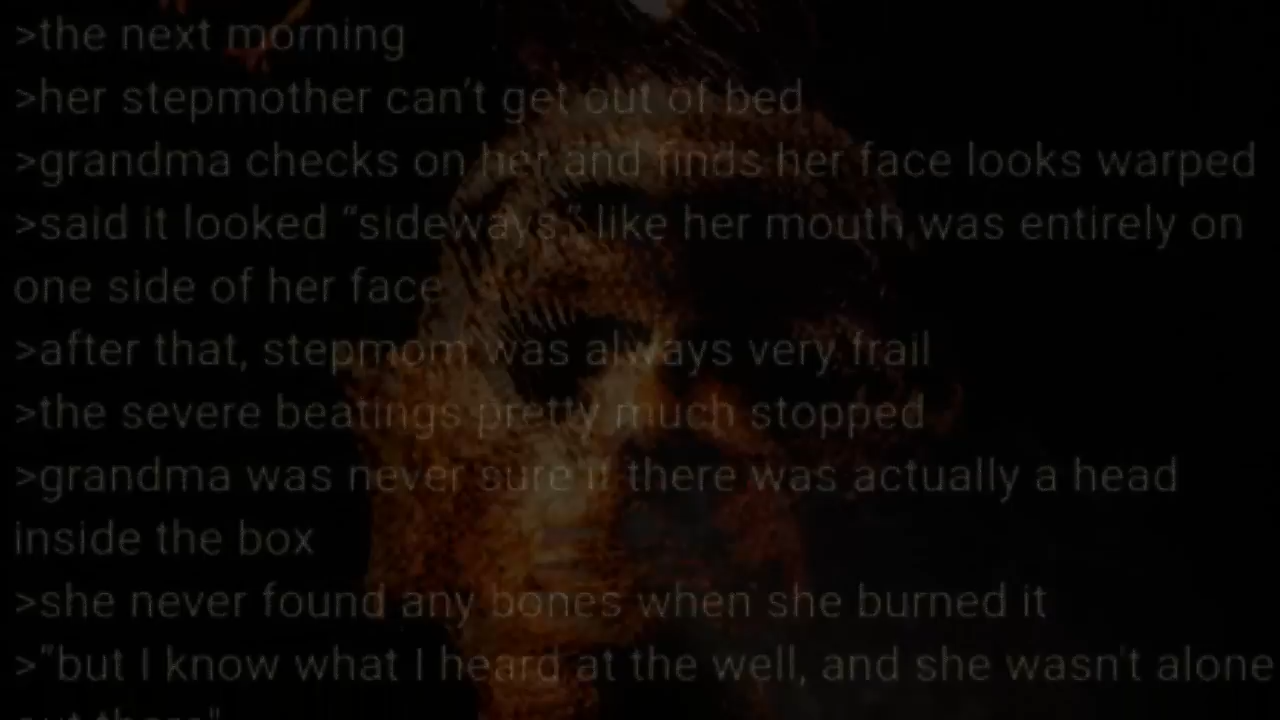 >the next morning
>her stepmother can't get out of bed
>grandma checks on her and finds her face looks warped
>said it looked “sideways,” like her mouth was entirely on
one side of her face
>after that, stepmom was always very frail
>the severe beatings pretty much stopped
>grandma was never sure if there was actually a head
inside the box
>she never found any bones when she burned it
>"but I know what I heard at the well, and she wasn't alone
out there"